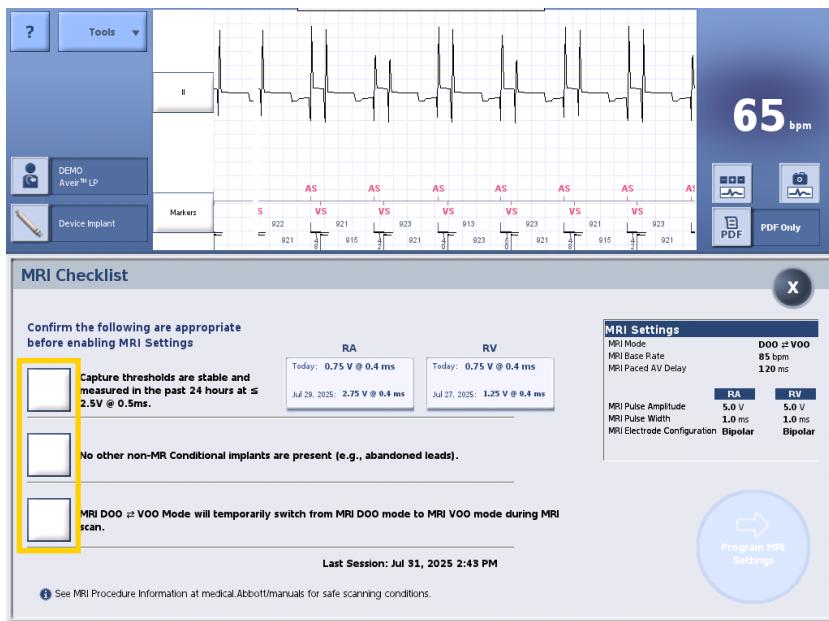 ?
Tools
II
65 bpm
AS AS AS AS AS AS AS
DEMO
Aveir™ LP
Markers
S VS VS VS VS VS VS
Device Implant
922 921 923 913 923 921 923
921 915 921 923 921 915 921
PDF
PDF Only
MRI Checklist
X
Confirm the following are appropriate
before enabling MRI Settings
RA
RV
Today: 0.75 V @ 0.4 ms
Jul 29, 2025: 2.75 V @ 0.4 ms
Today: 0.75 V @ 0.4 ms
Jul 27, 2025: 1.25 V @ 0.4 ms
Capture thresholds are stable and
measured in the past 24 hours at ≤
2.5V @ 0.5ms.
No other non-MR Conditional implants are present (e.g., abandoned leads).
MRI DOO ⇄ VOO Mode will temporarily switch from MRI DOO mode to MRI VOO mode during MRI
scan.
Last Session: Jul 31, 2025 2:43 PM
See MRI Procedure Information at medical.Abbott/manuals for safe scanning conditions.
MRI Settings
MRI Mode DOO ⇄ VOO
MRI Base Rate 85 bpm
MRI Paced AV Delay 120 ms
RA RV
MRI Pulse Amplitude 5.0 V 5.0 V
MRI Pulse Width 1.0 ms 1.0 ms
MRI Electrode Configuration Bipolar Bipolar
Program MRI
Settings